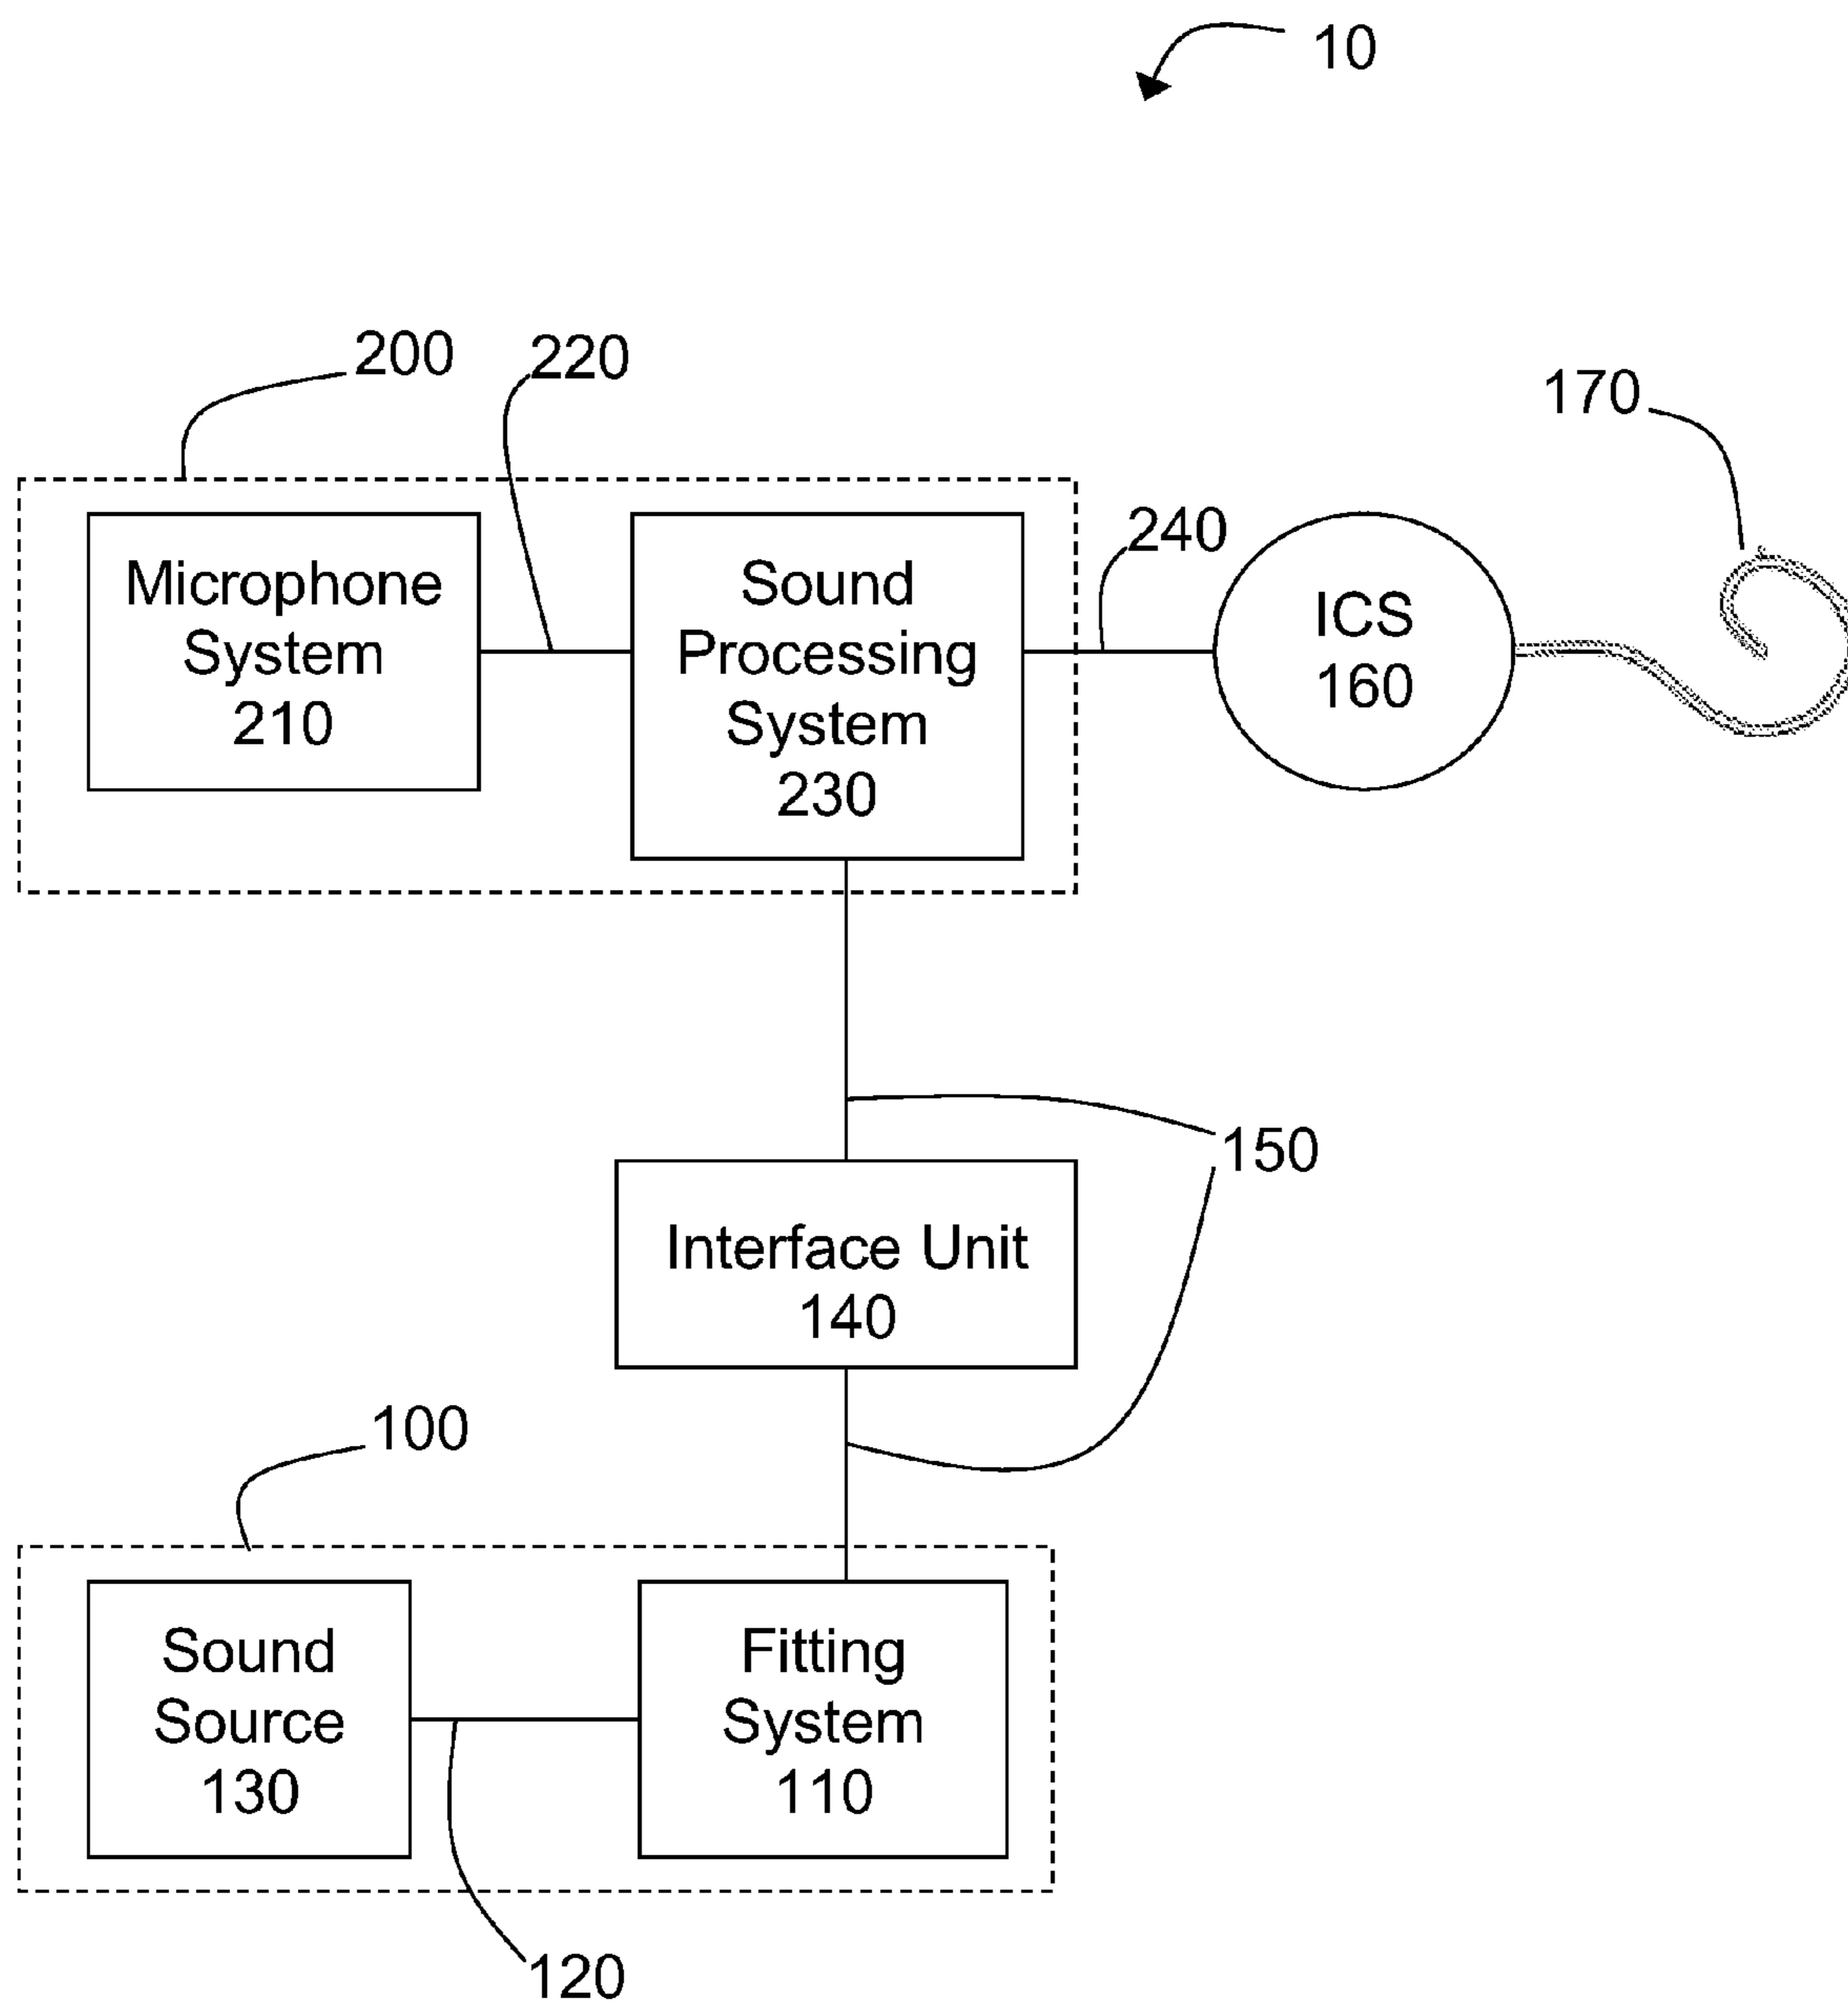 10
200
220
170
240
Microphone
System
210
Sound
Processing
System
230
ICS
160
150
Interface Unit
140
100
Sound
Source
130
Fitting
System
110
120